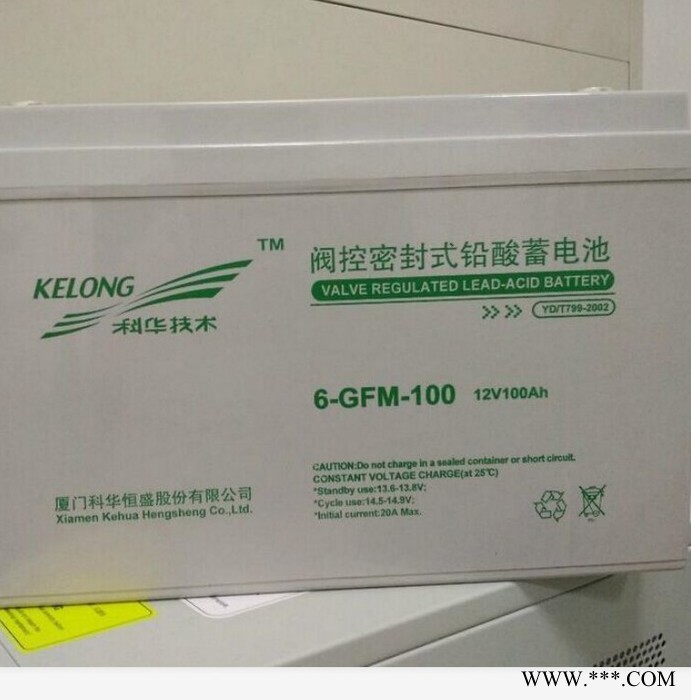 KELONG
科华技术
TM
阀控密封式铅酸蓄电池
VALVE REGULATED LEAD-ACID BATTERY
YD/T799-2002
6-GFM-100 12V100Ah
CAUTION:Do not charge in a sealed container or short circuit.
CONSTANT VOLTAGE CHARGE(at 25℃)
*Standby use:13.6-13.8V;
*Cycle use:14.5-14.9V;
*Initial current:20A Max.
厦门科华恒盛股份有限公司
Xiamen Kehua Hengsheng Co.,Ltd.
WWW.***.COM